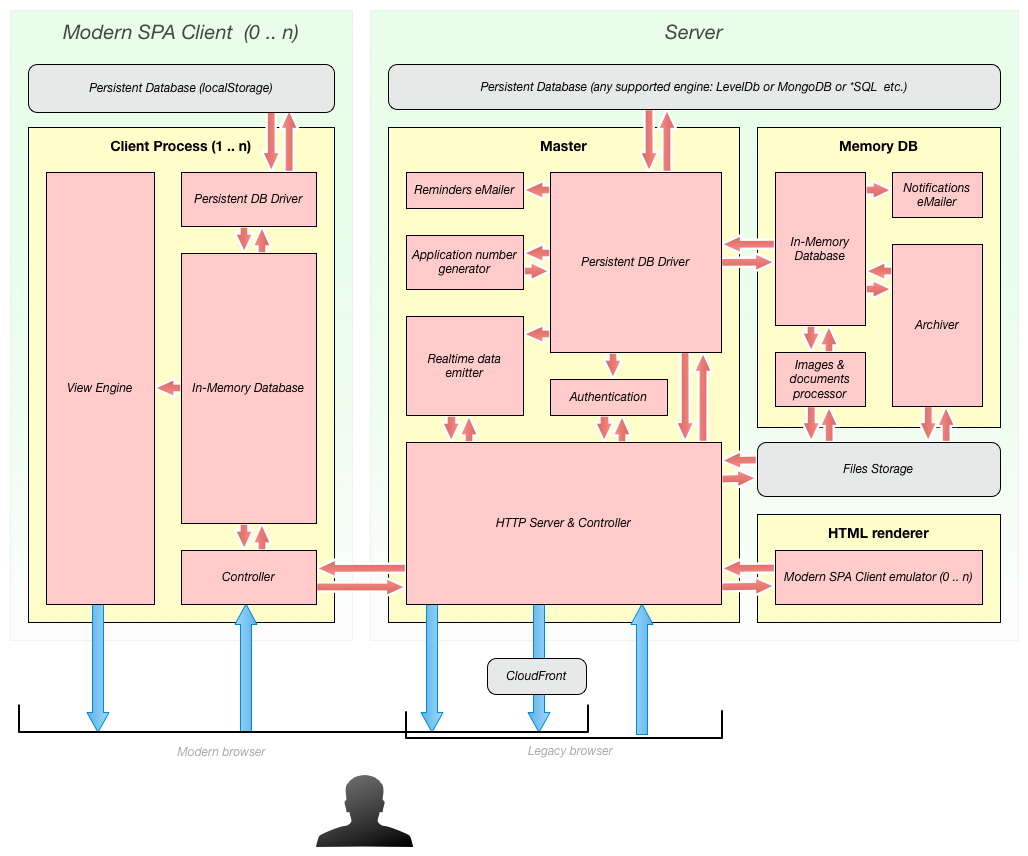 Modern SPA Client  (0 .. n)
Persistent Database (localStorage)
Client Process (1 .. n)
View Engine
Persistent DB Driver
In-Memory Database
Controller
Server
Persistent Database (any supported engine: LevelDb or MongoDB or *SQL  etc.)
Master
Reminders eMailer
Application number
generator
Realtime data
emitter
Persistent DB Driver
Authentication
HTTP Server & Controller
Memory DB
In-Memory
Database
Notifications
eMailer
Archiver
Images &
documents
processor
Files Storage
HTML renderer
Modern SPA Client emulator (0 .. n)
CloudFront
Modern browser
Legacy browser